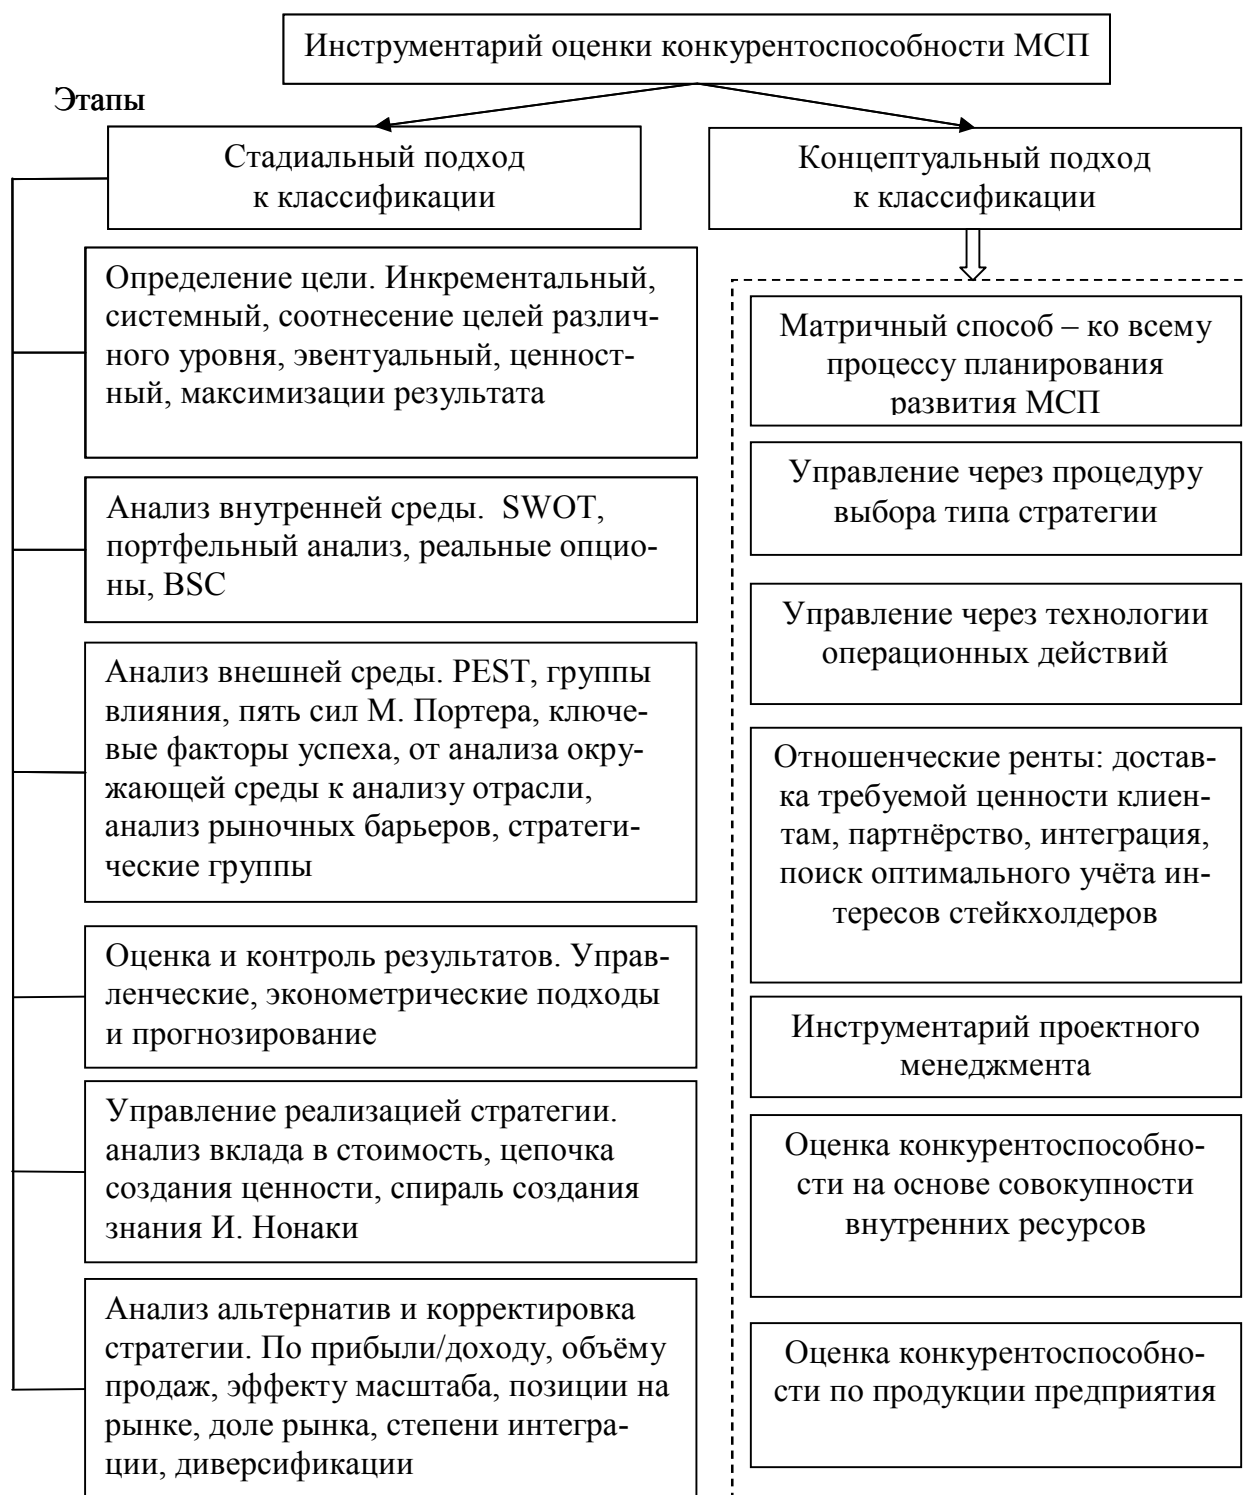 Инструментарий оценки конкурентоспособности МСП
Этапы
Стадиальный подход
к классификации
Определение цели. Инкрементальный,
системный, соотнесение целей различ-
ного уровня, эвентуальный, ценност-
ный, максимизации результата
Анализ внутренней среды.  SWOT,
портфельный анализ, реальные опцио-
ны, BSC
Анализ внешней среды. PEST, группы
влияния, пять сил М. Портера, ключе-
вые факторы успеха, от анализа окру-
жающей среды к анализу отрасли,
анализ рыночных барьеров, стратеги-
ческие группы
Оценка и контроль результатов. Управ-
ленческие, эконометрические подходы
и прогнозирование
Управление реализацией стратегии.
анализ вклада в стоимость, цепочка
создания ценности, спираль создания
знания И. Нонаки
Анализ альтернатив и корректировка
стратегии. По прибыли/доходу, объёму
продаж, эффекту масштаба, позиции на
рынке, доле рынка, степени интегра-
ции, диверсификации
Концептуальный подход
к классификации
Матричный способ – ко всему
процессу планирования
развития МСП
Управление через процедуру
выбора типа стратегии
Управление через технологии
операционных действий
Отношенческие ренты: достав-
ка требуемой ценности клиен-
там, партнёрство, интеграция,
поиск оптимального учёта ин-
тересов стейкхолдеров
Инструментарий проектного
менеджмента
Оценка конкурентоспособно-
сти на основе совокупности
внутренних ресурсов
Оценка конкурентоспособно-
сти по продукции предприятия